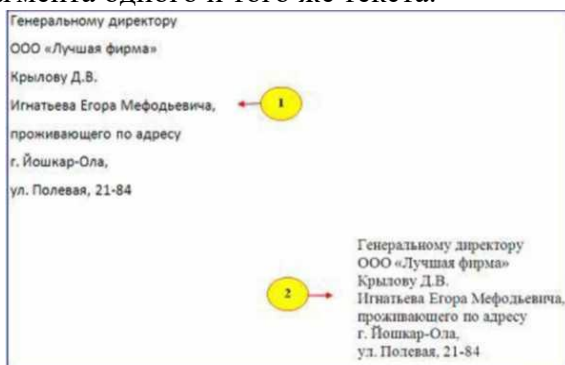 Генеральному директору
ООО «Лучшая фирма»
Крылову Д.В.
Игнатьева Егора Мефодьевича,
1
проживающего по адресу
г. Йошкар-Ола,
ул. Полевая, 21-84
Генеральному директору
ООО «Лучшая фирма»
Крылову Д.В.
2
Игнатьева Егора Мефодьевича,
проживающего по адресу
г. Йошкар-Ола,
ул. Полевая, 21-84